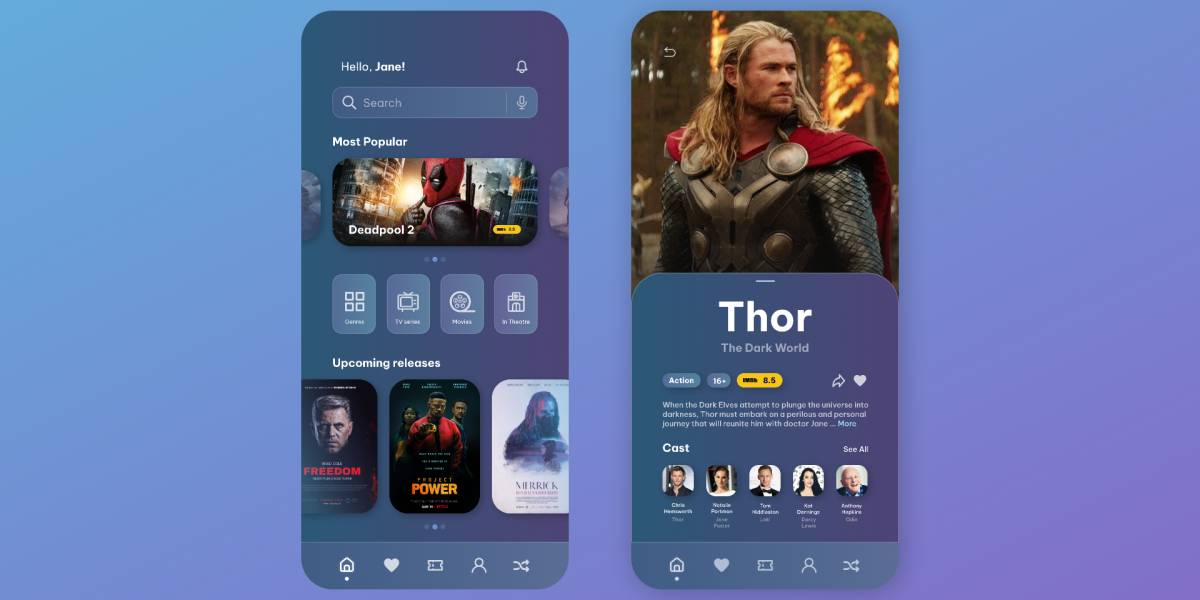 Hello, Jane!
Search
Most Popular
Deadpool 2
IMDb 8.5
Genres
TV series
Movies
In Theatre
Upcoming releases
FREEDOM
PROJECT
POWER
MERRICK
Thor
The Dark World
Action
16+
IMDb 8.5
When the Dark Elves attempt to plunge the universe into
darkness, Thor must embark on a perilous and personal
journey that will reunite him with doctor Jane ... More
Cast
See All
Chris
Hemsworth
Thor
Natalie
Portman
Jane
Foster
Tom
Hiddleston
Loki
Kat
Dennings
Darcy
Lewis
Anthony
Hopkins
Odin